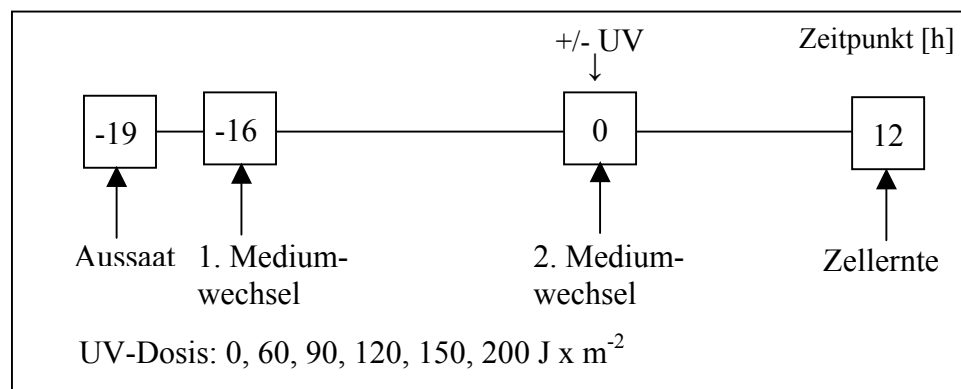 +/- UV
Zeitpunkt [h]
↓
-19
-16
0
12
Aussaat
1. Medium-
wechsel
2. Medium-
wechsel
Zellernte
UV-Dosis: 0, 60, 90, 120, 150, 200 J x m⁻²